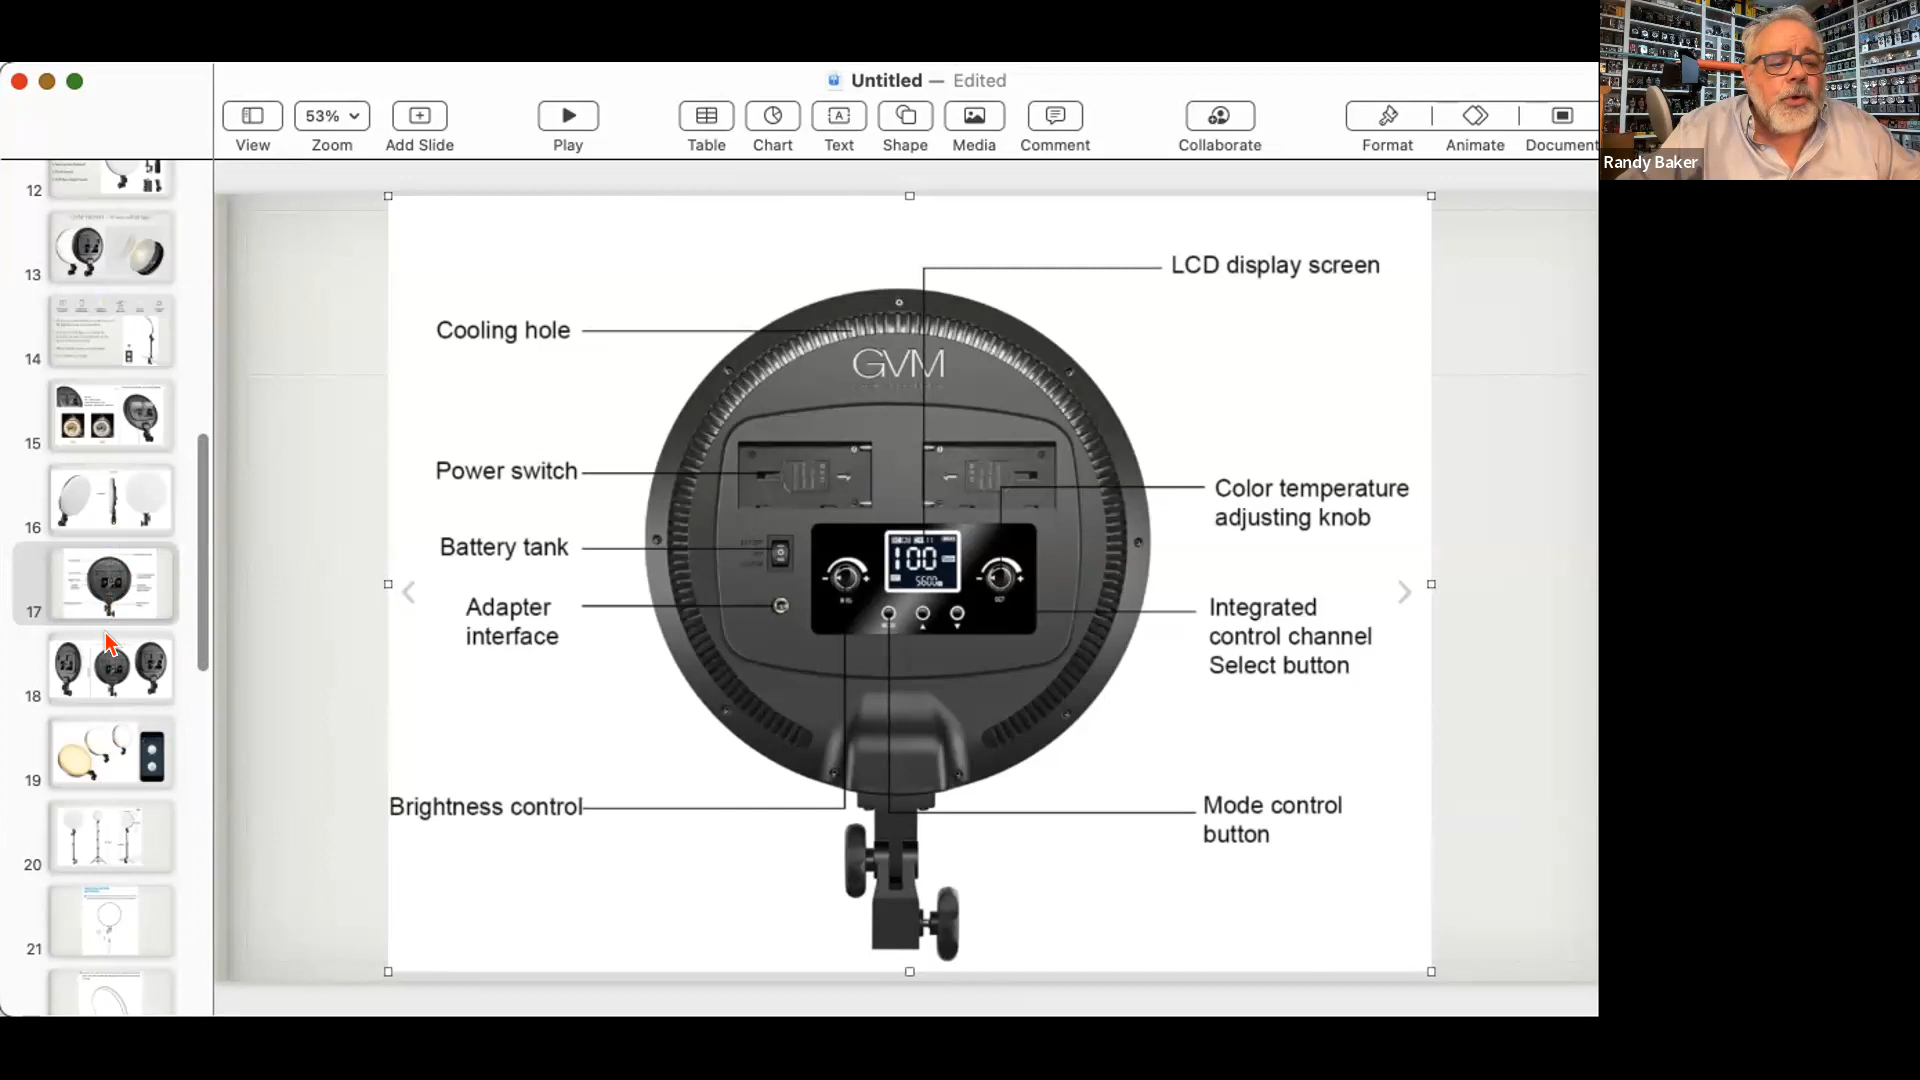 Untitled — Edited
53%
View
Zoom
Add Slide
Play
Table
Chart
Text
Shape
Media
Comment
Collaborate
Format
Animate
Document
Randy Baker
12
13
14
15
16
17
18
19
20
21
LCD display screen
Cooling hole
GVM
Power switch
Color temperature
adjusting knob
Battery tank
100
5600
Adapter
interface
Integrated
control channel
Select button
Brightness control
Mode control
button